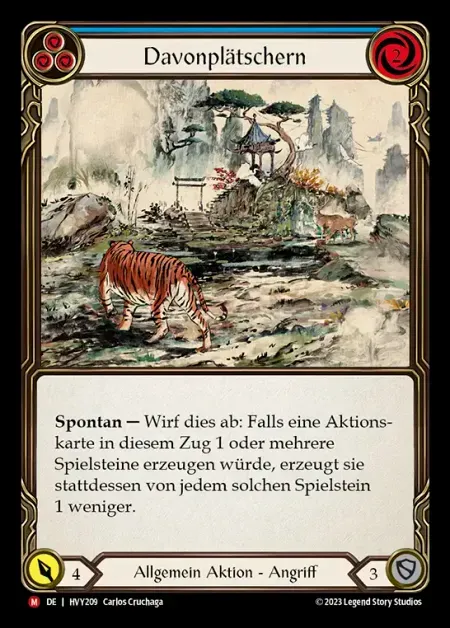 Davonplätschern
2
Spontan — Wirf dies ab: Falls eine Aktions-
karte in diesem Zug 1 oder mehrere
Spielsteine erzeugen würde, erzeugt sie
stattdessen von jedem solchen Spielstein
1 weniger.
4
Allgemein Aktion - Angriff
3
M DE | HVY209 Carlos Cruchaga
© 2023 Legend Story Studios